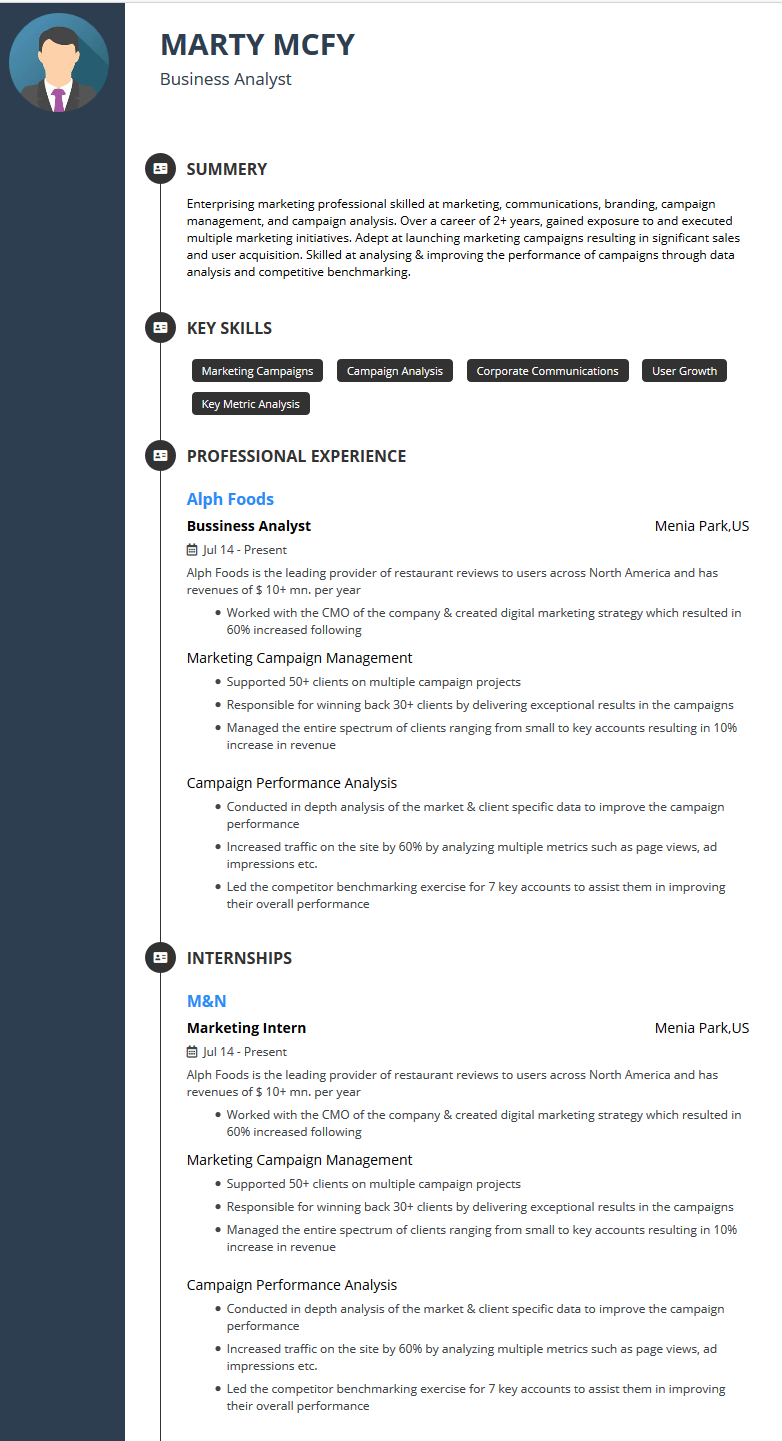 MARTY MCFY
Business Analyst
SUMMERY
Enterprising marketing professional skilled at marketing, communications, branding, campaign
management, and campaign analysis. Over a career of 2+ years, gained exposure to and executed
multiple marketing initiatives. Adept at launching marketing campaigns resulting in significant sales
and user acquisition. Skilled at analysing & improving the performance of campaigns through data
analysis and competitive benchmarking.
KEY SKILLS
Marketing Campaigns Campaign Analysis Corporate Communications User Growth
Key Metric Analysis
PROFESSIONAL EXPERIENCE
Alph Foods
Bussiness Analyst Menia Park,US
Jul 14 - Present
Alph Foods is the leading provider of restaurant reviews to users across North America and has
revenues of $ 10+ mn. per year
• Worked with the CMO of the company & created digital marketing strategy which resulted in
60% increased following
Marketing Campaign Management
• Supported 50+ clients on multiple campaign projects
• Responsible for winning back 30+ clients by delivering exceptional results in the campaigns
• Managed the entire spectrum of clients ranging from small to key accounts resulting in 10%
increase in revenue
Campaign Performance Analysis
• Conducted in depth analysis of the market & client specific data to improve the campaign
performance
• Increased traffic on the site by 60% by analyzing multiple metrics such as page views, ad
impressions etc.
• Led the competitor benchmarking exercise for 7 key accounts to assist them in improving
their overall performance
INTERNSHIPS
M&N
Marketing Intern Menia Park,US
Jul 14 - Present
Alph Foods is the leading provider of restaurant reviews to users across North America and has
revenues of $ 10+ mn. per year
• Worked with the CMO of the company & created digital marketing strategy which resulted in
60% increased following
Marketing Campaign Management
• Supported 50+ clients on multiple campaign projects
• Responsible for winning back 30+ clients by delivering exceptional results in the campaigns
• Managed the entire spectrum of clients ranging from small to key accounts resulting in 10%
increase in revenue
Campaign Performance Analysis
• Conducted in depth analysis of the market & client specific data to improve the campaign
performance
• Increased traffic on the site by 60% by analyzing multiple metrics such as page views, ad
impressions etc.
• Led the competitor benchmarking exercise for 7 key accounts to assist them in improving
their overall performance